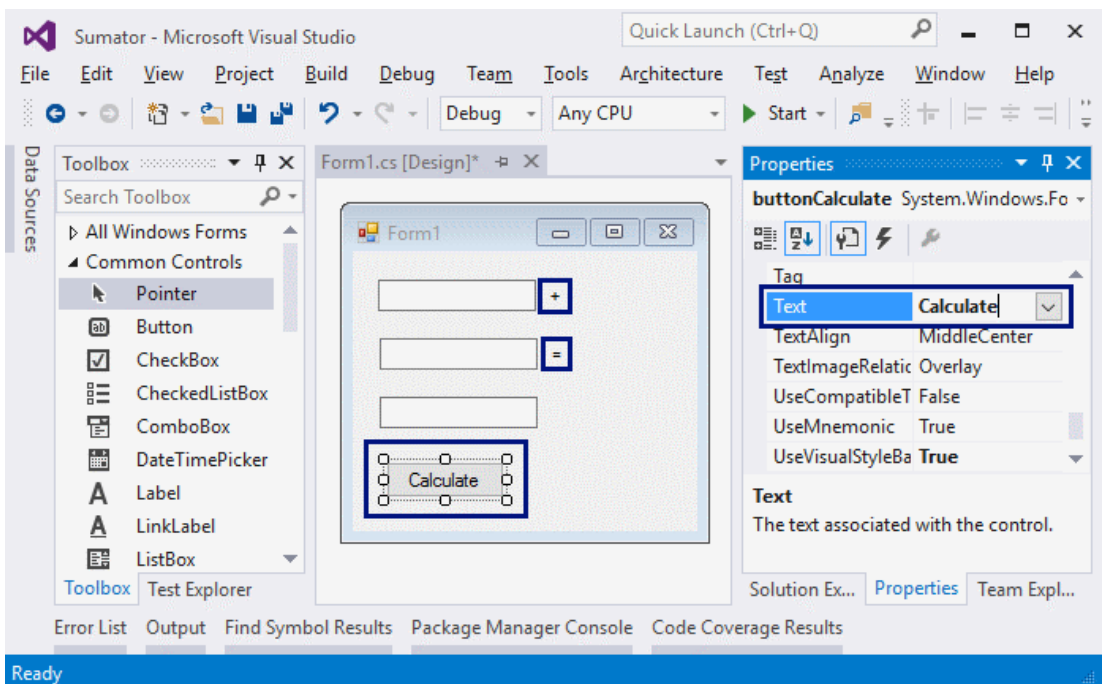 Sumator - Microsoft Visual Studio
Quick Launch (Ctrl+Q)
File Edit View Project Build Debug Team Tools Architecture Test Analyze Window Help
Debug Any CPU Start
Data Sources
Toolbox
Search Toolbox
All Windows Forms
Common Controls
Pointer
Button
CheckBox
CheckedListBox
ComboBox
DateTimePicker
Label
LinkLabel
ListBox
Toolbox Test Explorer
Form1.cs [Design]*
Form1
+
=
Calculate
Properties
buttonCalculate System.Windows.Fo
Tag
Text Calculate
TextAlign MiddleCenter
TextImageRelatic Overlay
UseCompatibleT False
UseMnemonic True
UseVisualStyleBa True
Text
The text associated with the control.
Solution Ex... Properties Team Expl...
Error List Output Find Symbol Results Package Manager Console Code Coverage Results
Ready